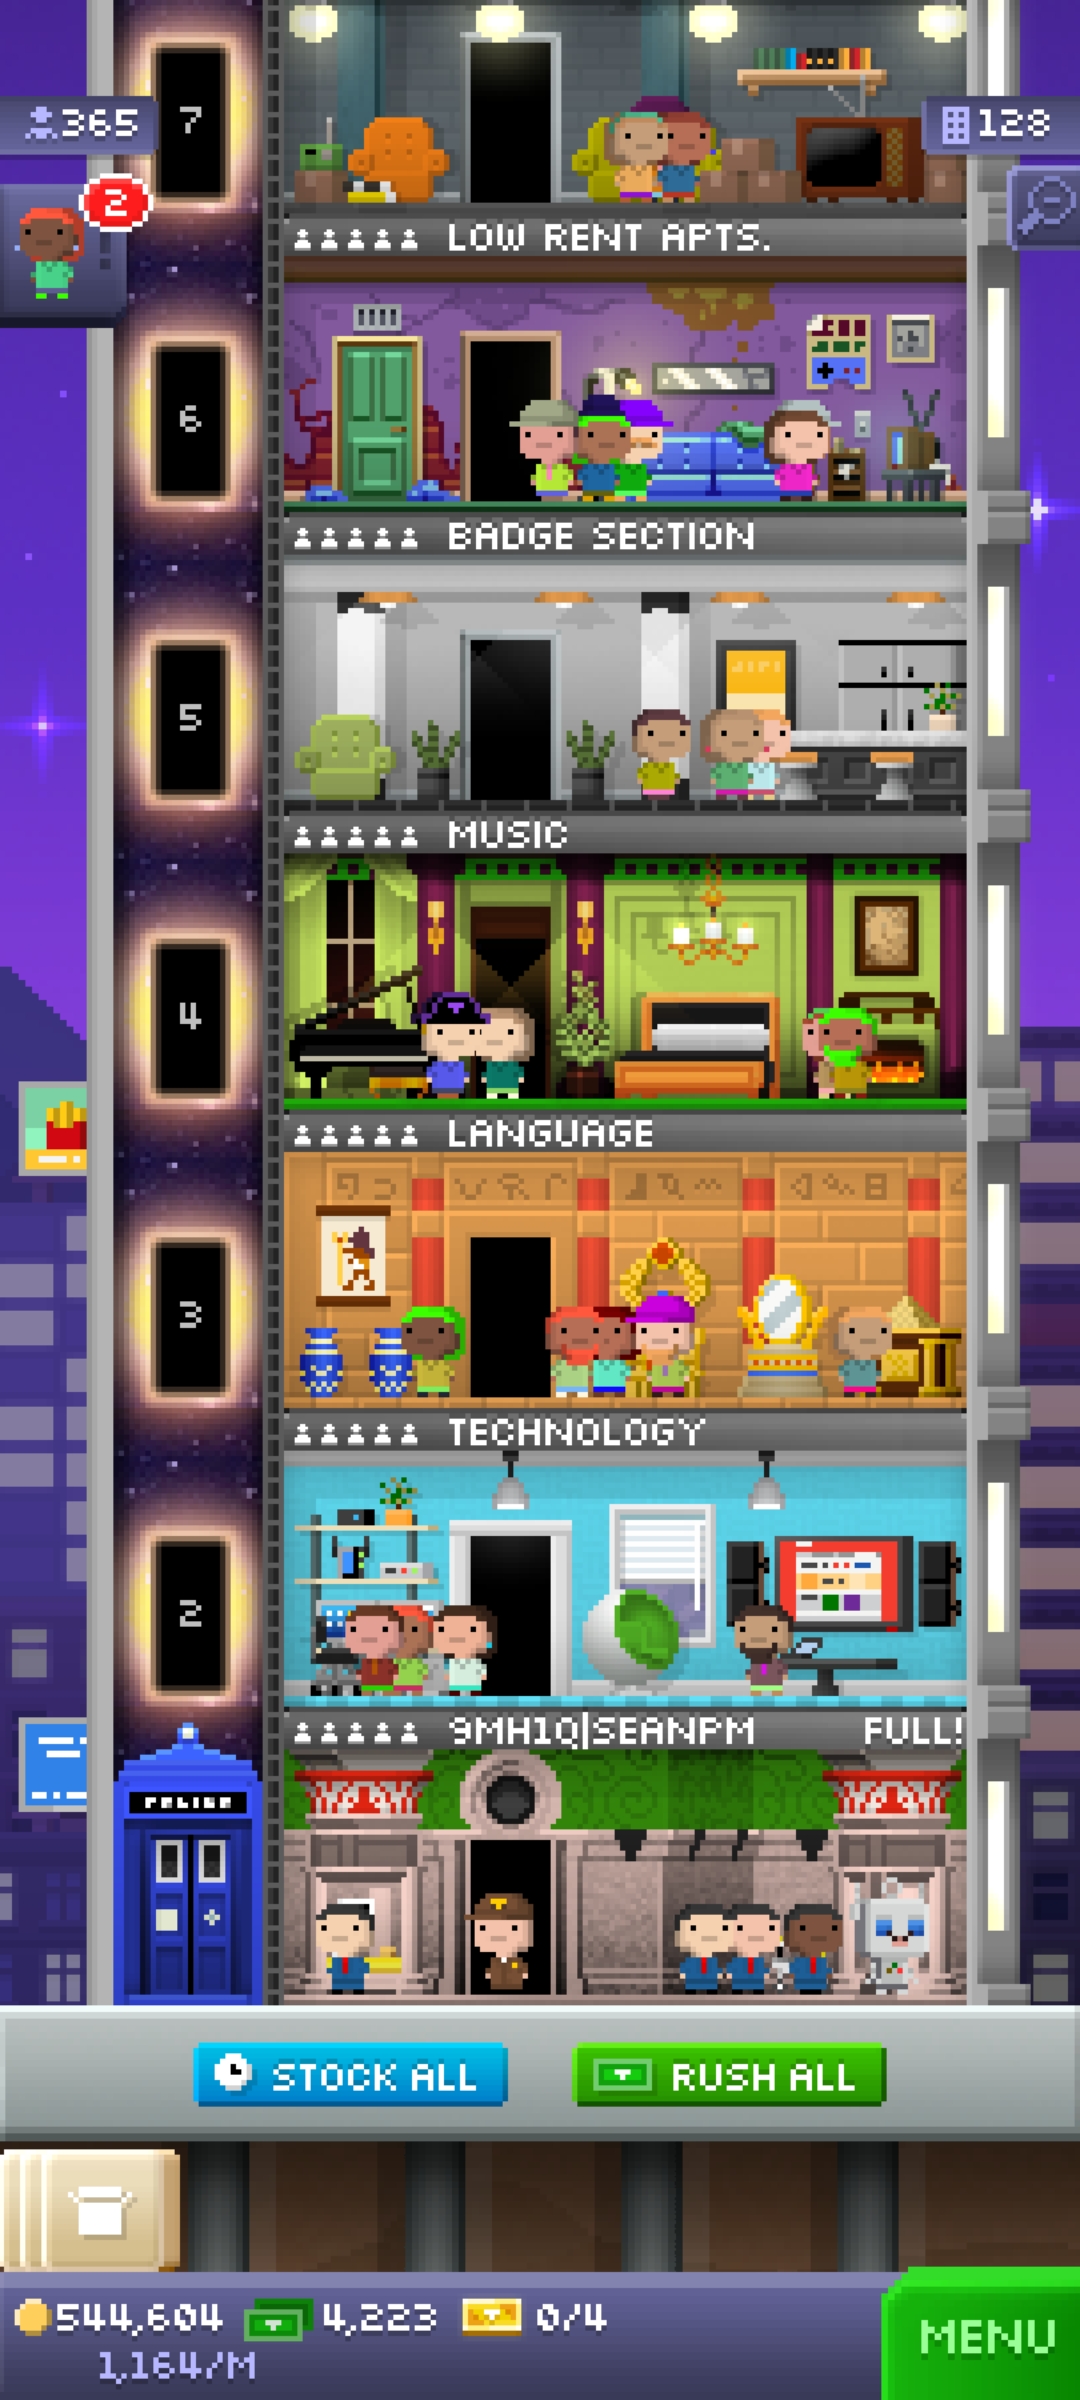 7
365
128
2
LOW RENT APTS.
6
BADGE SECTION
5
MUSIC
4
LANGUAGE
3
TECHNOLOGY
2
9MH1Q|SEANPM FULL!
POLICE
STOCK ALL
RUSH ALL
544,604 4,223 0/4
1,164/M
MENU